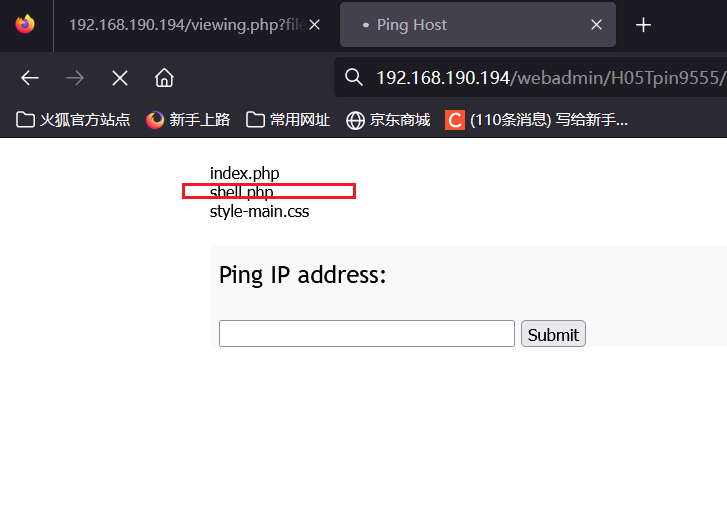 192.168.190.194/viewing.php?file
Ping Host
192.168.190.194/webadmin/H05Tpin9555/
火狐官方站点 新手上路 常用网址 京东商城 C (110条消息) 写给新手...
index.php
shell.php
style-main.css
Ping IP address:
Submit